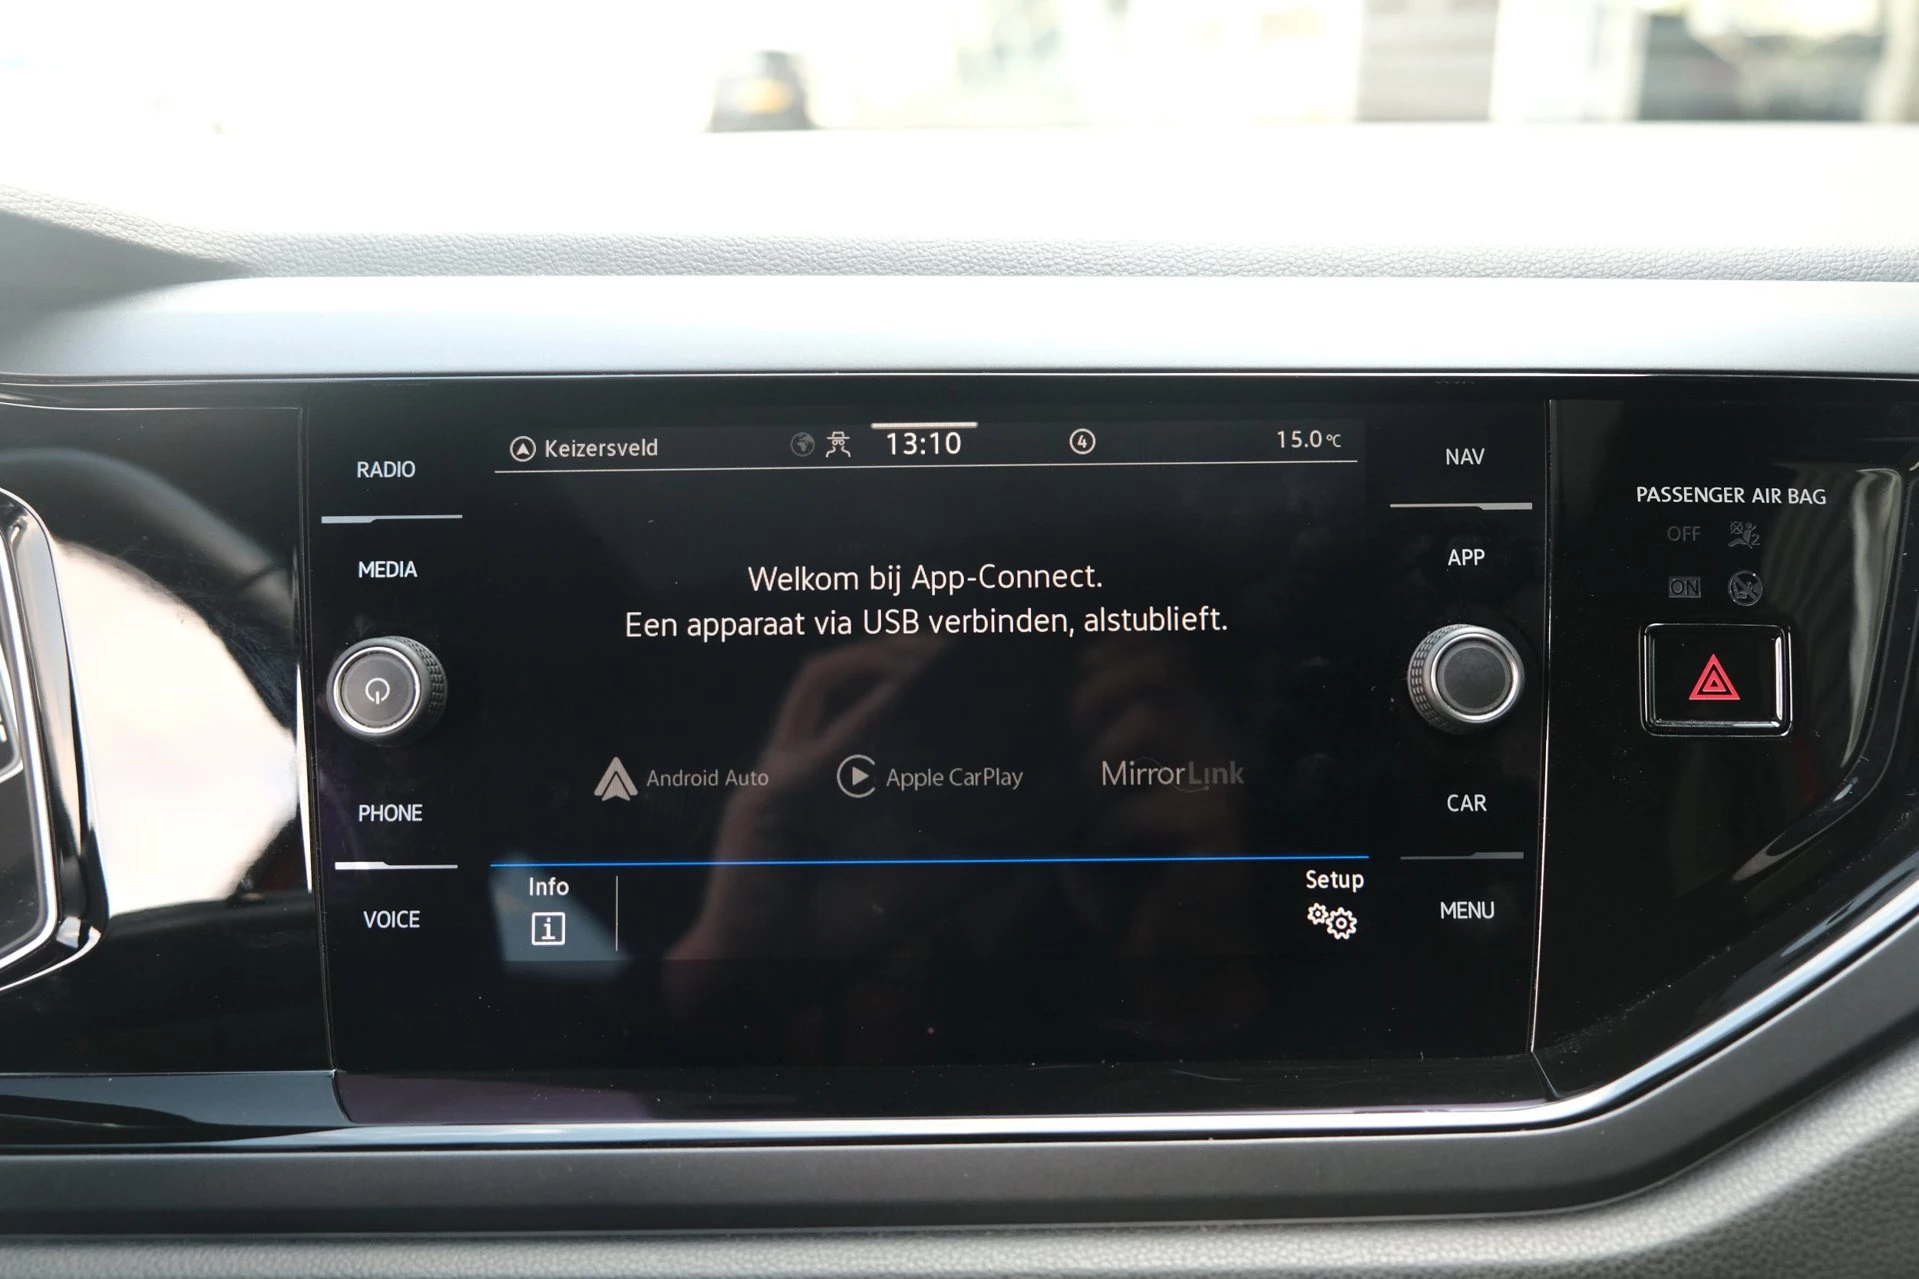 Keizersveld 13:10 4 15.0°C
RADIO
NAV
PASSENGER AIR BAG
MEDIA
APP
OFF
ON
Welkom bij App-Connect.
Een apparaat via USB verbinden, alstublieft.
Android Auto
Apple CarPlay
MirrorLink
PHONE
CAR
Info
i
Setup
VOICE
MENU